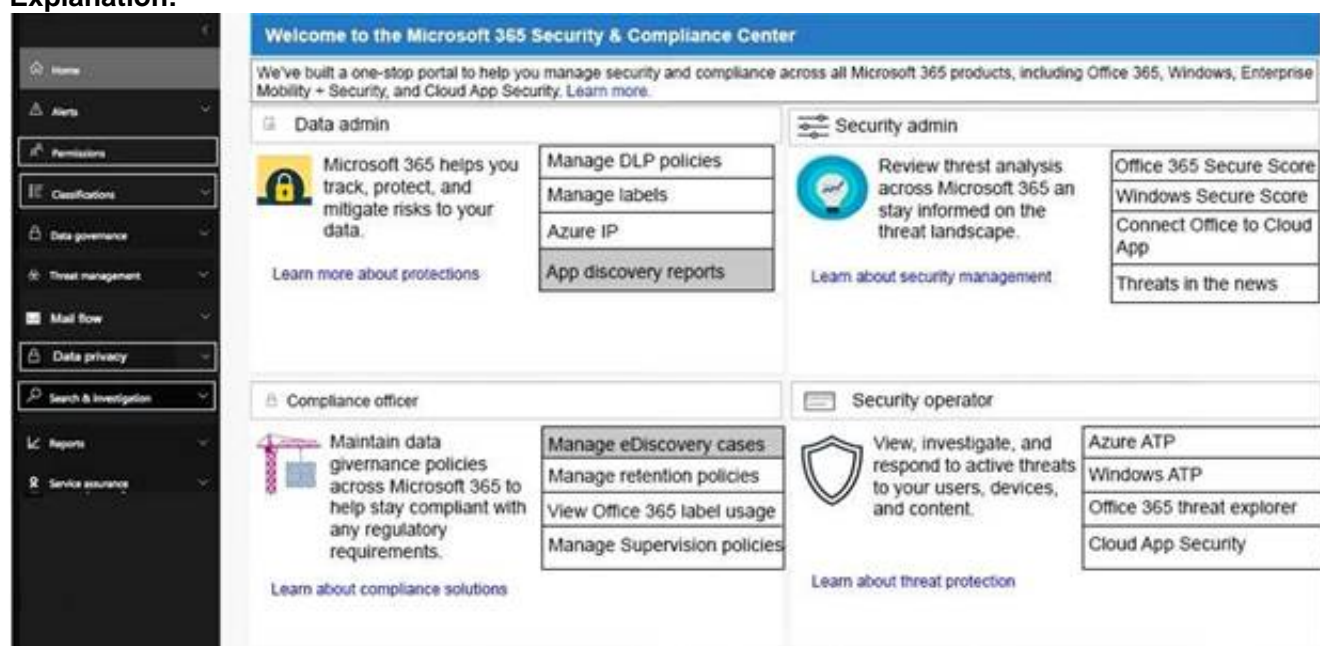 Explanation:
Home
Alerts
Permissions
Classifications
Data governance
Threat management
Mail flow
Data privacy
Search & investigation
Reports
Service assurance
Welcome to the Microsoft 365 Security & Compliance Center
We've built a one-stop portal to help you manage security and compliance across all Microsoft 365 products, including Office 365, Windows, Enterprise
Mobility + Security, and Cloud App Security. Learn more.
Data admin
Microsoft 365 helps you
track, protect, and
mitigate risks to your
data.
Learn more about protections
Manage DLP policies
Manage labels
Azure IP
App discovery reports
Security admin
Review threst analysis
across Microsoft 365 an
stay informed on the
threat landscape.
Learn about security management
Office 365 Secure Score
Windows Secure Score
Connect Office to Cloud
App
Threats in the news
Compliance officer
Maintain data
givernance policies
across Microsoft 365 to
help stay compliant with
any regulatory
requirements.
Learn about compliance solutions
Manage eDiscovery cases
Manage retention policies
View Office 365 label usage
Manage Supervision policies
Security operator
View, investigate, and
respond to active threats
to your users, devices,
and content.
Learn about threat protection
Azure ATP
Windows ATP
Office 365 threat explorer
Cloud App Security